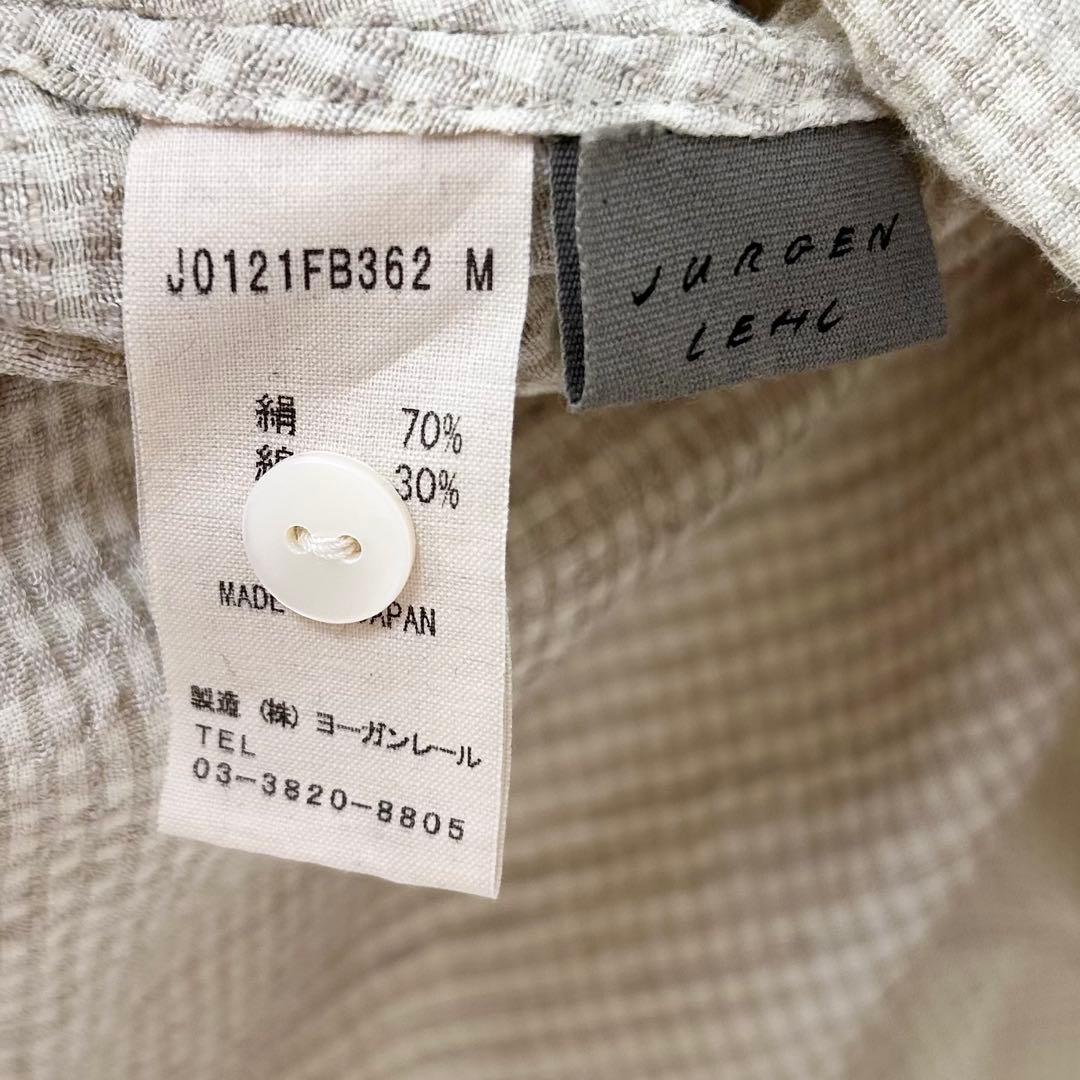 J0121FB362 M
JURGEN
LEHL
絹 70%
綿 30%
MADE JAPAN
製造 (株) ヨーガンレール
TEL
03-3820-8805